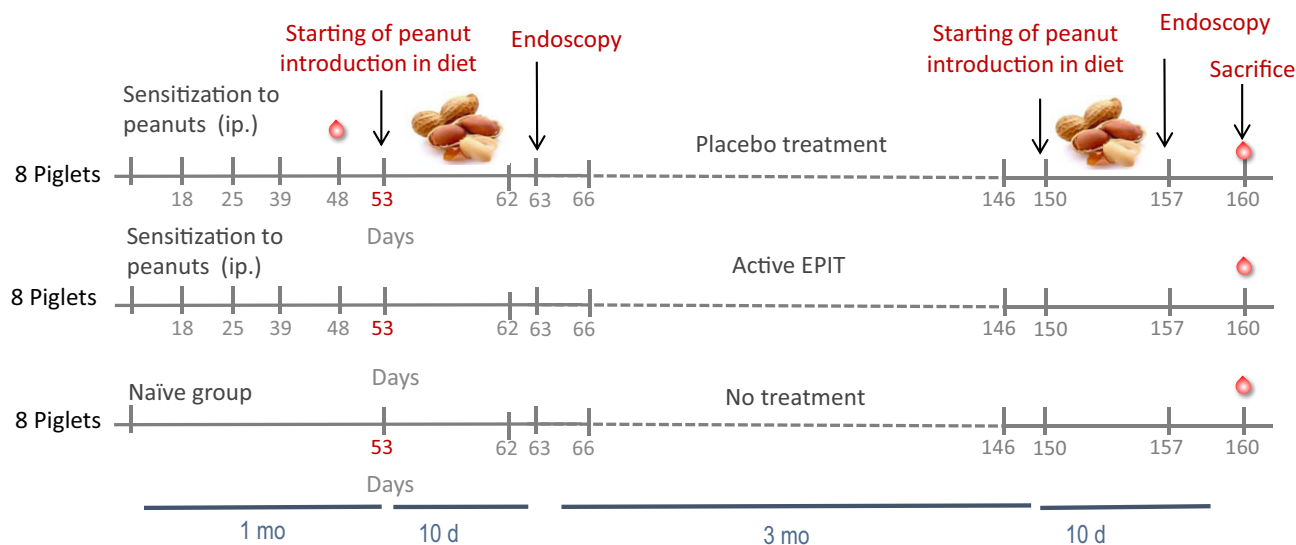 Starting of peanut
introduction in diet
Endoscopy
Starting of peanut
introduction in diet
Endoscopy
Sacrifice
Sensitization to
peanuts (ip.)
Placebo treatment
8 Piglets
18 25 39 48 53 62 63 66 146 150 157 160
Days
Sensitization to
peanuts (ip.)
Active EPIT
8 Piglets
18 25 39 48 53 62 63 66 146 150 157 160
Days
Naïve group
No treatment
8 Piglets
53 62 63 66 146 150 157 160
Days
1 mo 10 d 3 mo 10 d